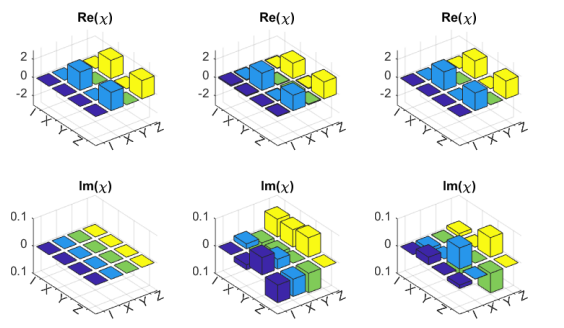 Re(χ) Re(χ) Re(χ)
2 2 2
0 0 0
-2 -2 -2
I X Y Z I X Y Z I X Y Z I X Y Z I X Y Z I X Y Z
Im(χ) Im(χ) Im(χ)
0.1 0.1 0.1
0 0 0
0.1 0.1 0.1
I X Y Z I X Y Z I X Y Z I X Y Z I X Y Z I X Y Z